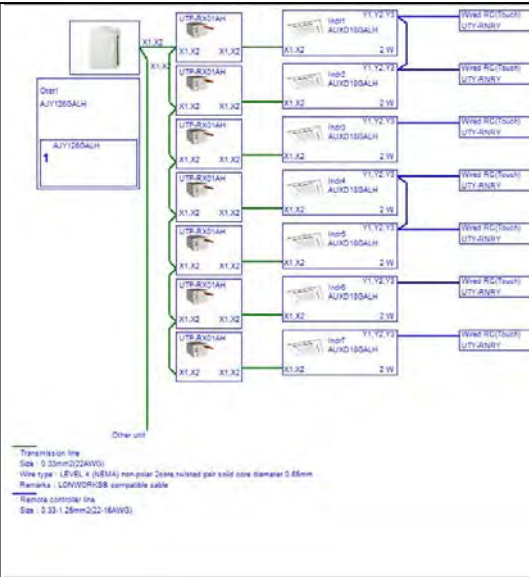 Otdr1
AJY126GALH
AJY126GALH
1
X1,X2
X1,X2
UTP-RX01AH
X1,X2 X1,X2
Indr1
AUXD18GALH
Y1,Y2,Y3
X1,X2 2 W
Wired RC(Touch)
UTY-RNRY
UTP-RX01AH
X1,X2 X1,X2
Indr2
AUXD18GALH
Y1,Y2,Y3
X1,X2 2 W
Wired RC(Touch)
UTY-RNRY
UTP-RX01AH
X1,X2 X1,X2
Indr3
AUXD18GALH
Y1,Y2,Y3
X1,X2 2 W
Wired RC(Touch)
UTY-RNRY
UTP-RX01AH
X1,X2 X1,X2
Indr4
AUXD18GALH
Y1,Y2,Y3
X1,X2 2 W
Wired RC(Touch)
UTY-RNRY
UTP-RX01AH
X1,X2 X1,X2
Indr5
AUXD18GALH
Y1,Y2,Y3
X1,X2 2 W
Wired RC(Touch)
UTY-RNRY
UTP-RX01AH
X1,X2 X1,X2
Indr6
AUXD18GALH
Y1,Y2,Y3
X1,X2 2 W
Wired RC(Touch)
UTY-RNRY
UTP-RX01AH
X1,X2 X1,X2
Indr7
AUXD18GALH
Y1,Y2,Y3
X1,X2 2 W
Wired RC(Touch)
UTY-RNRY
Other unit
Transmission line
Size : 0.33mm2(22AWG)
Wire type : LEVEL 4 (NEMA) non-polar 2core, twisted pair solid core diameter 0.65mm
Remarks : LONWORKS® compatible cable
Remote controller line
Size : 0.33-1.25mm2(22-16AWG)